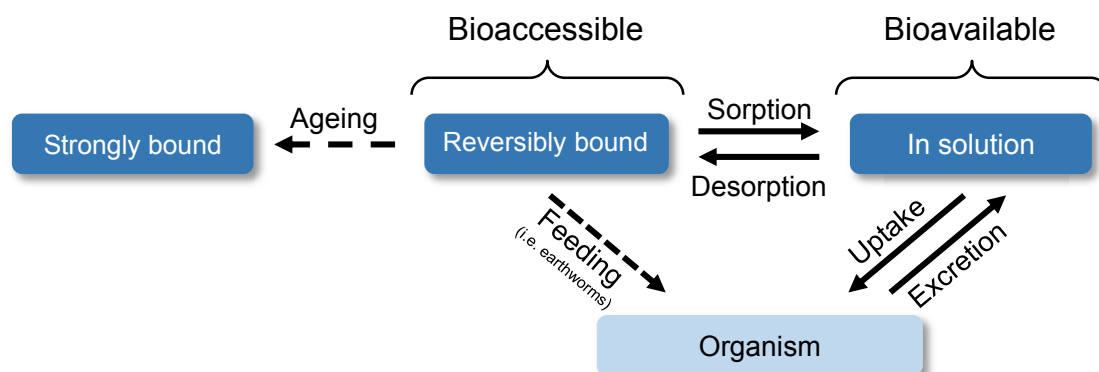 Bioaccessible
Bioavailable
Strongly bound
Ageing
Reversibly bound
Sorption
Desorption
In solution
Feeding
(i.e. earthworms)
Uptake
Excretion
Organism